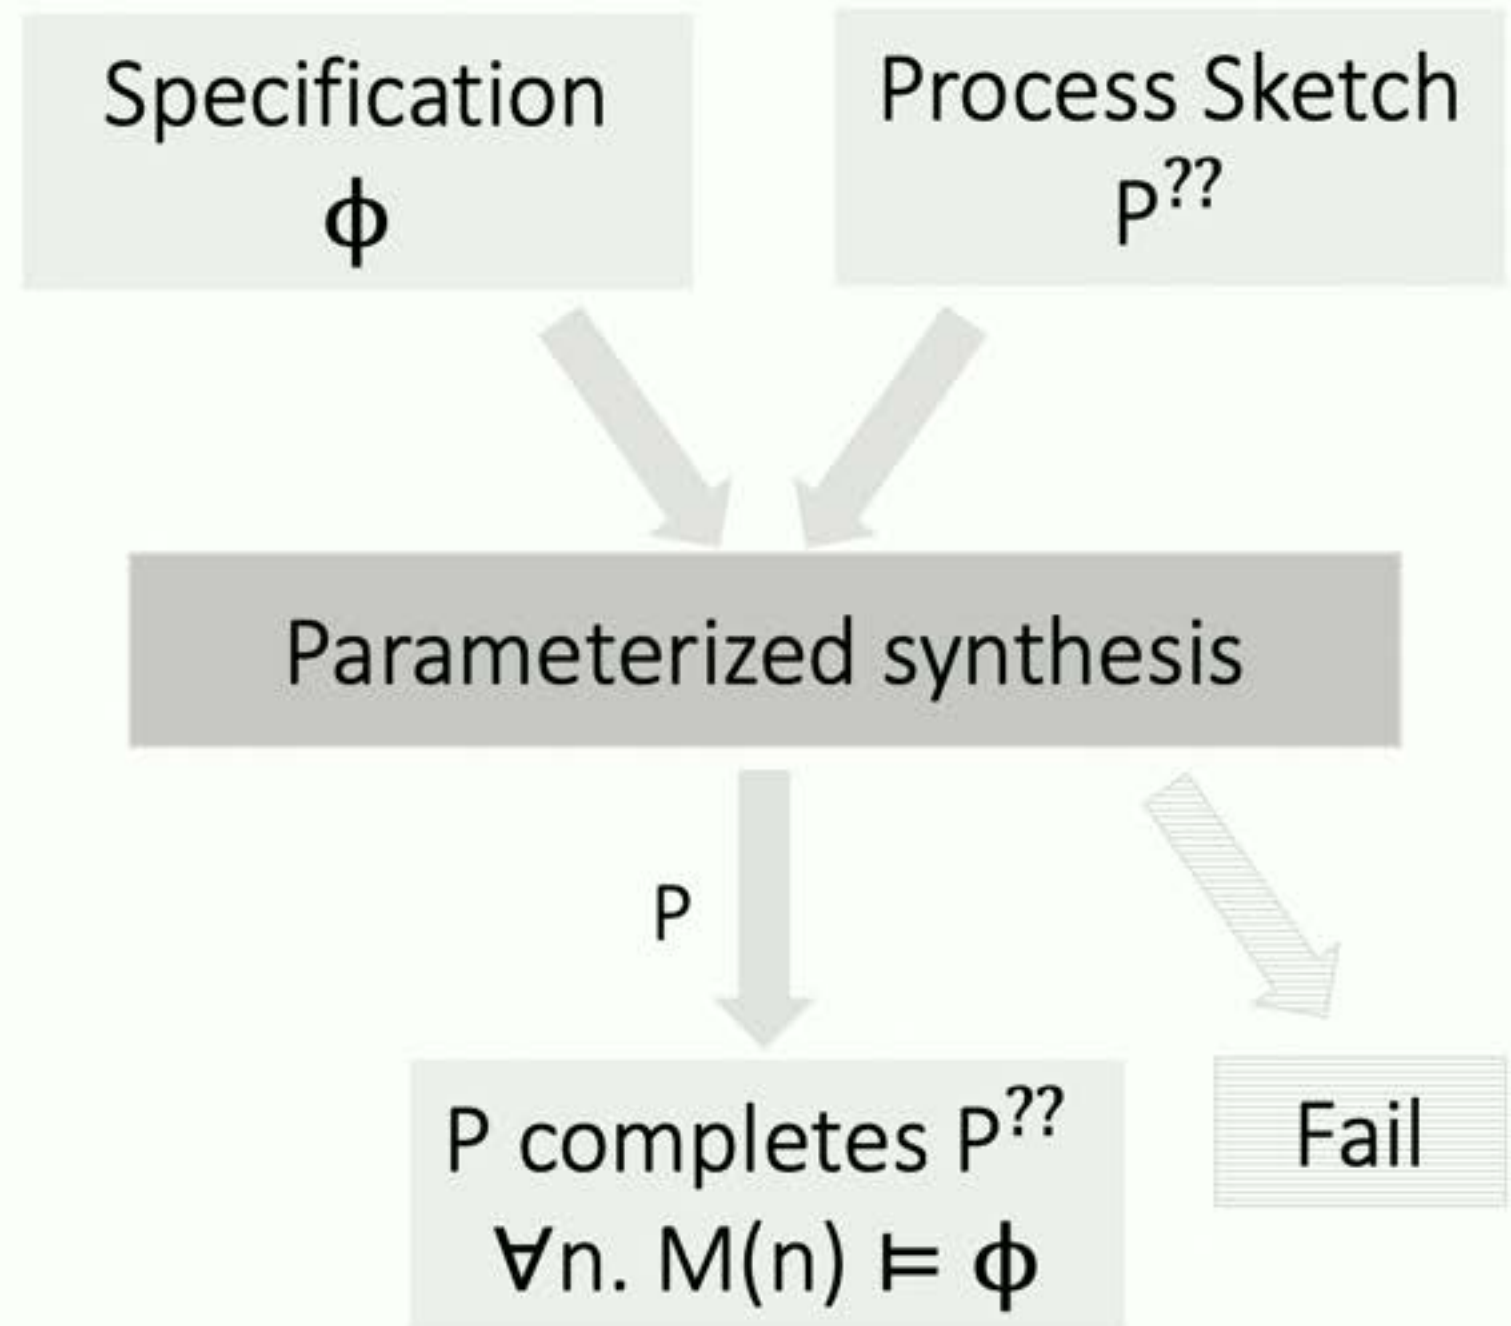 Specification
ϕ
Process Sketch
P??
Parameterized synthesis
P
P completes P??
∀n. M(n) ⊨ ϕ
Fail